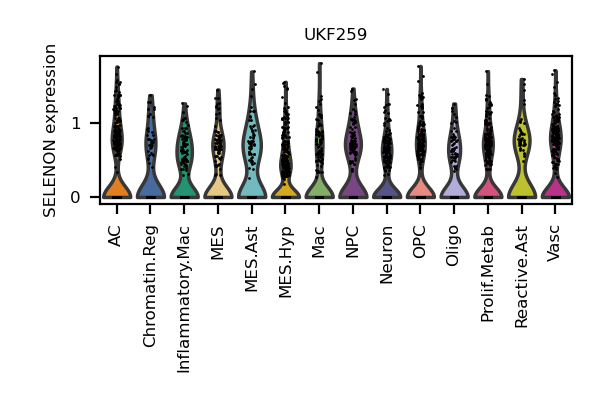 UKF259
SELENON expression
1
0
AC
Chromatin.Reg
Inflammatory.Mac
MES
MES.Ast
MES.Hyp
Mac
NPC
Neuron
OPC
Oligo
Prolif.Metab
Reactive.Ast
Vasc